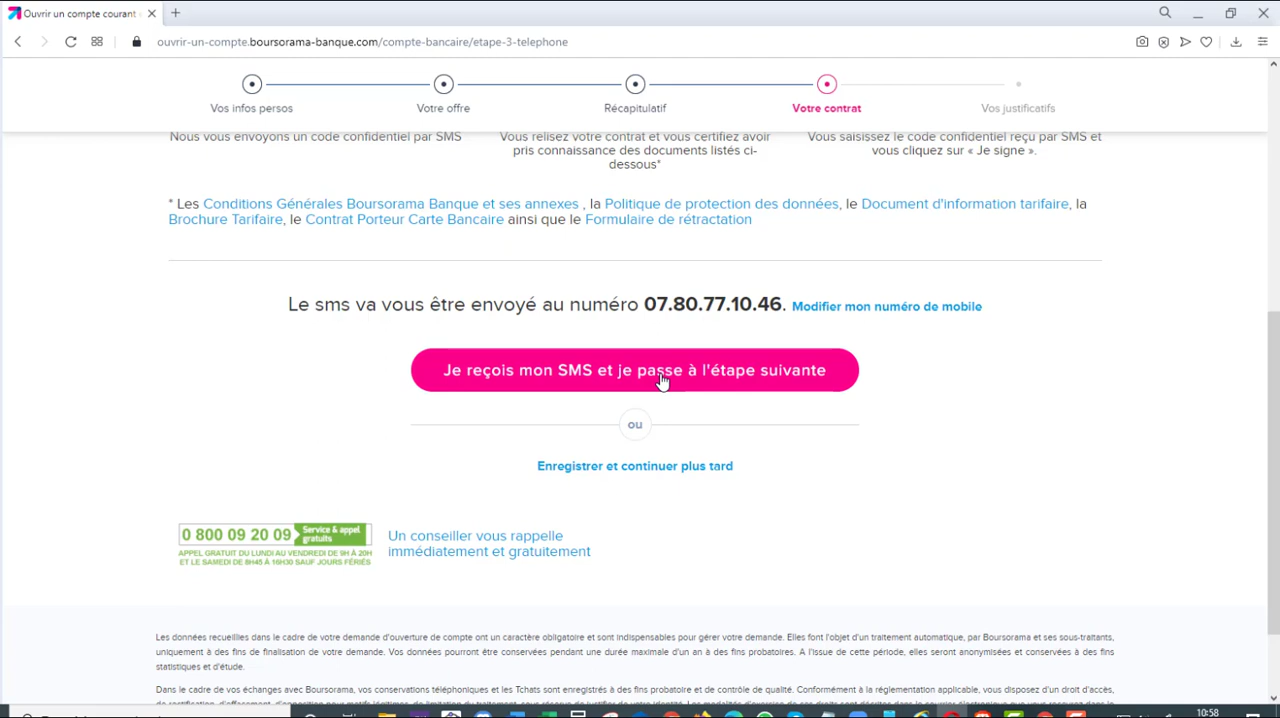 Ouvrir un compte courant
ouvrir-un-compte.boursorama-banque.com/compte-bancaire/etape-3-telephone
Vos infos persos
Votre offre
Récapitulatif
Votre contrat
Vos justificatifs
Nous vous envoyons un code confidentiel par SMS
Vous relisez votre contrat et vous certifiez avoir
pris connaissance des documents listés ci-
dessous*
Vous saisissez le code confidentiel reçu par SMS et
vous cliquez sur « Je signe ».
* Les Conditions Générales Boursorama Banque et ses annexes , la Politique de protection des données, le Document d'information tarifaire, la
Brochure Tarifaire, le Contrat Porteur Carte Bancaire ainsi que le Formulaire de rétractation
Le sms va vous être envoyé au numéro 07.80.77.10.46. Modifier mon numéro de mobile
Je reçois mon SMS et je passe à l'étape suivante
ou
Enregistrer et continuer plus tard
0 800 09 20 09
Service & appel
gratuits
APPEL GRATUIT DU LUNDI AU VENDREDI DE 9H À 20H
ET LE SAMEDI DE 8H45 À 16H30 SAUF JOURS FÉRIÉS
Un conseiller vous rappelle
immédiatement et gratuitement
Les données recueillies dans le cadre de votre demande d'ouverture de compte ont un caractère obligatoire et sont indispensables pour gérer votre demande. Elles font l'objet d'un traitement automatique, par Boursorama et ses sous-traitants,
uniquement à des fins de finalisation de votre demande. Vos données pourront être conservées pendant une durée maximale d'un an à des fins probatoires. A l'issue de cette période, elles seront anonymisées et conservées à des fins
statistiques et d'étude.
Dans le cadre de vos échanges avec Boursorama, vos conservations téléphoniques et les Tchats sont enregistrés à des fins probatoire et de contrôle de qualité. Conformément à la réglementation applicable, vous disposez d'un droit d'accès,
10:58